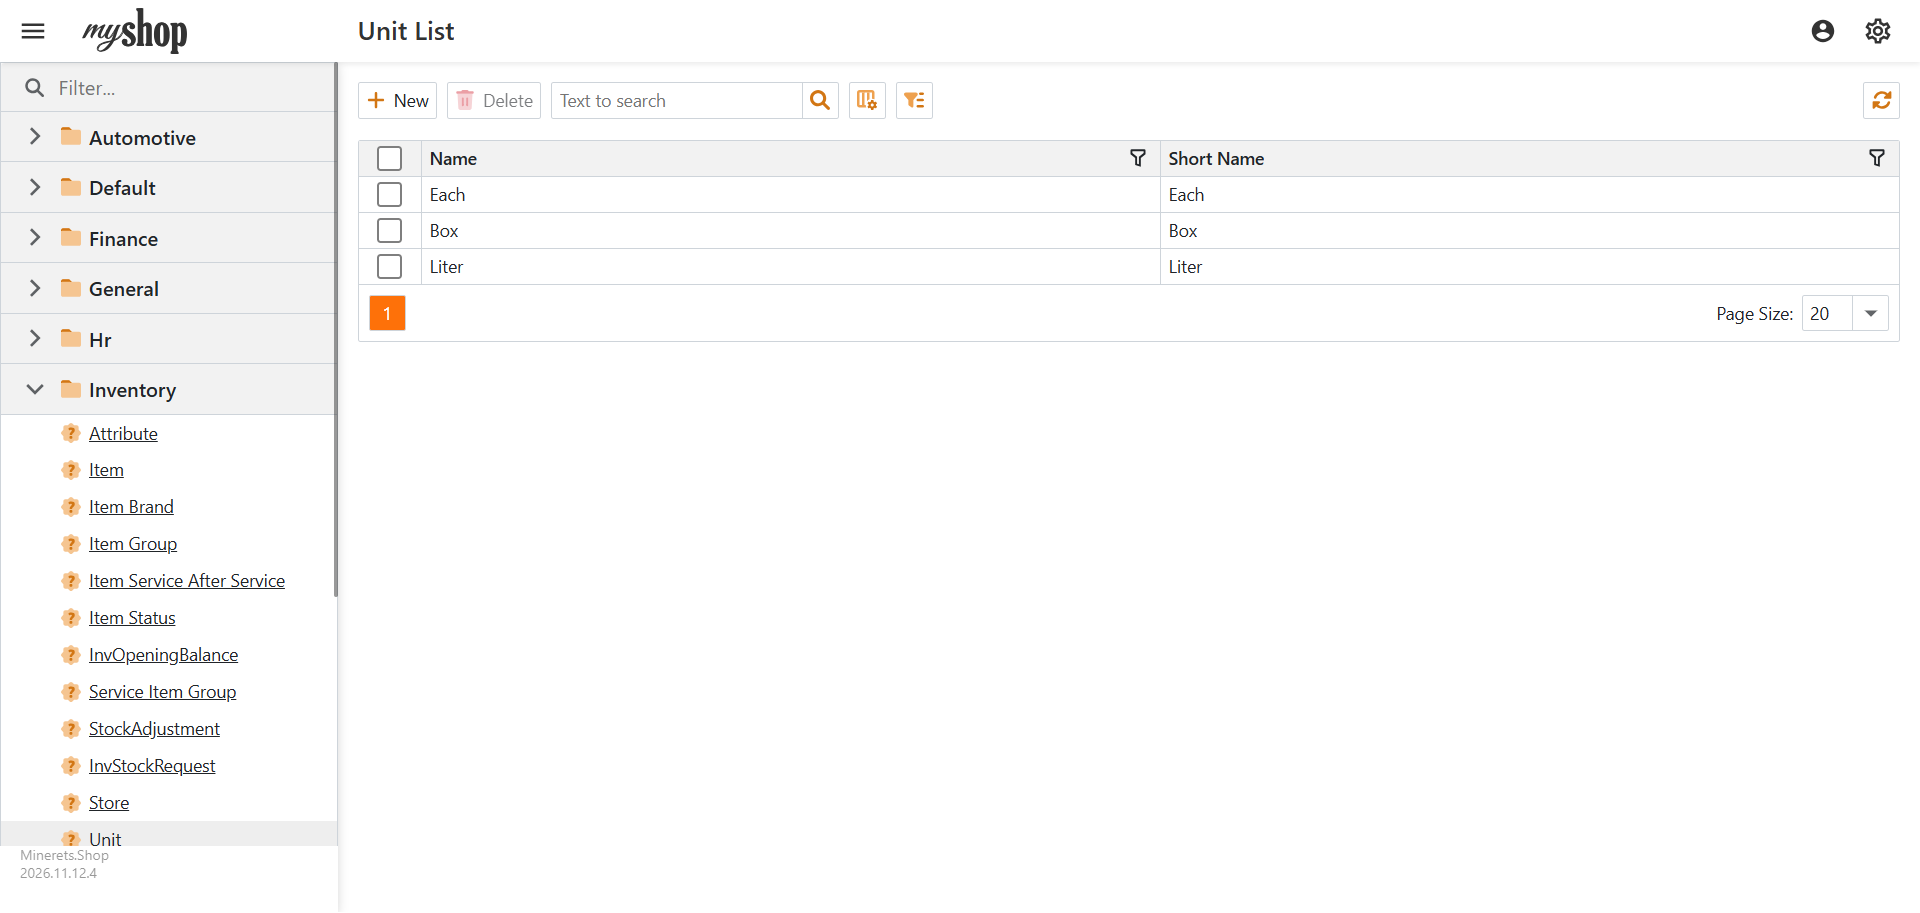 myshop
Unit List
Filter...
New
Delete
Text to search
Automotive
Default
Finance
General
Hr
Inventory
Attribute
Item
Item Brand
Item Group
Item Service After Service
Item Status
InvOpeningBalance
Service Item Group
StockAdjustment
InvStockRequest
Store
Unit
Minerets.Shop
2026.11.12.4
Name Short Name
Each Each
Box Box
Liter Liter
1 Page Size: 20